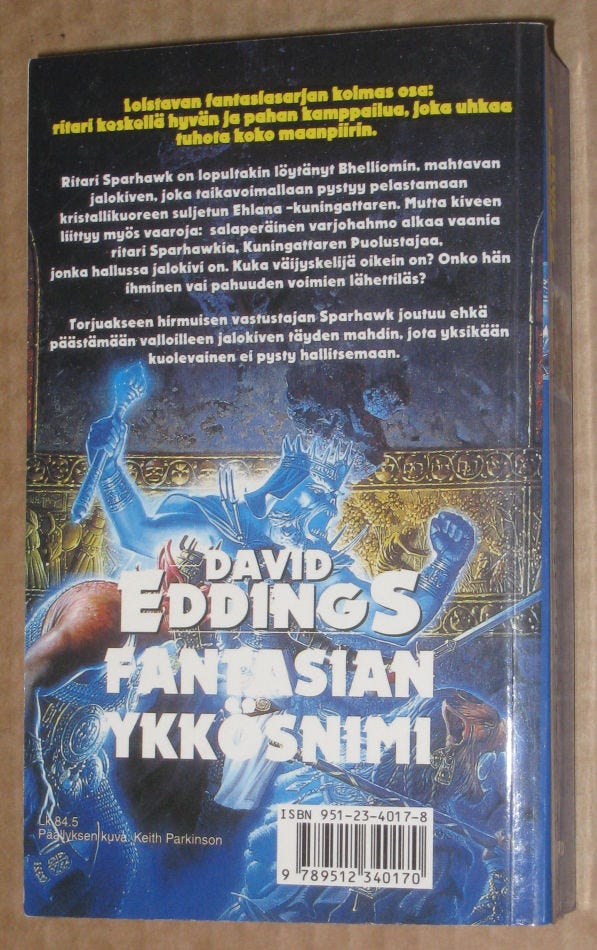 Loistavan fantasiasarjan kolmas osa:
ritari keskellä hyvän ja pahan kamppailua, joka uhkaa
tuhota koko maanpiirin.
Ritari Sparhawk on lopultakin löytänyt Bhelliomin, mahtavan
jalokiven, joka taikavoimallaan pystyy pelastamaan
kristallikuoreen suljetun Ehlana –kuningattaren. Mutta kiveen
liittyy myös vaaroja: salaperäinen varjohahmo alkaa vaania
ritari Sparhawkia, Kuningattaren Puolustajaa,
jonka hallussa jalokivi on. Kuka väijyskelijä oikein on? Onko hän
ihminen vai pahuuden voimien lähettiläs?
Torjuakseen hirmuisen vastustajan Sparhawk joutuu ehkä
päästämään valloilleen jalokiven täyden mahdin, jota yksikään
kuolevainen ei pysty hallitsemaan.
DAVID
EDDINGS
FANTASIAN
YKKÖSNIMI
Lk 84.5
Päällyksen kuva: Keith Parkinson
ISBN 951-23-4017-8
9 789512 340170